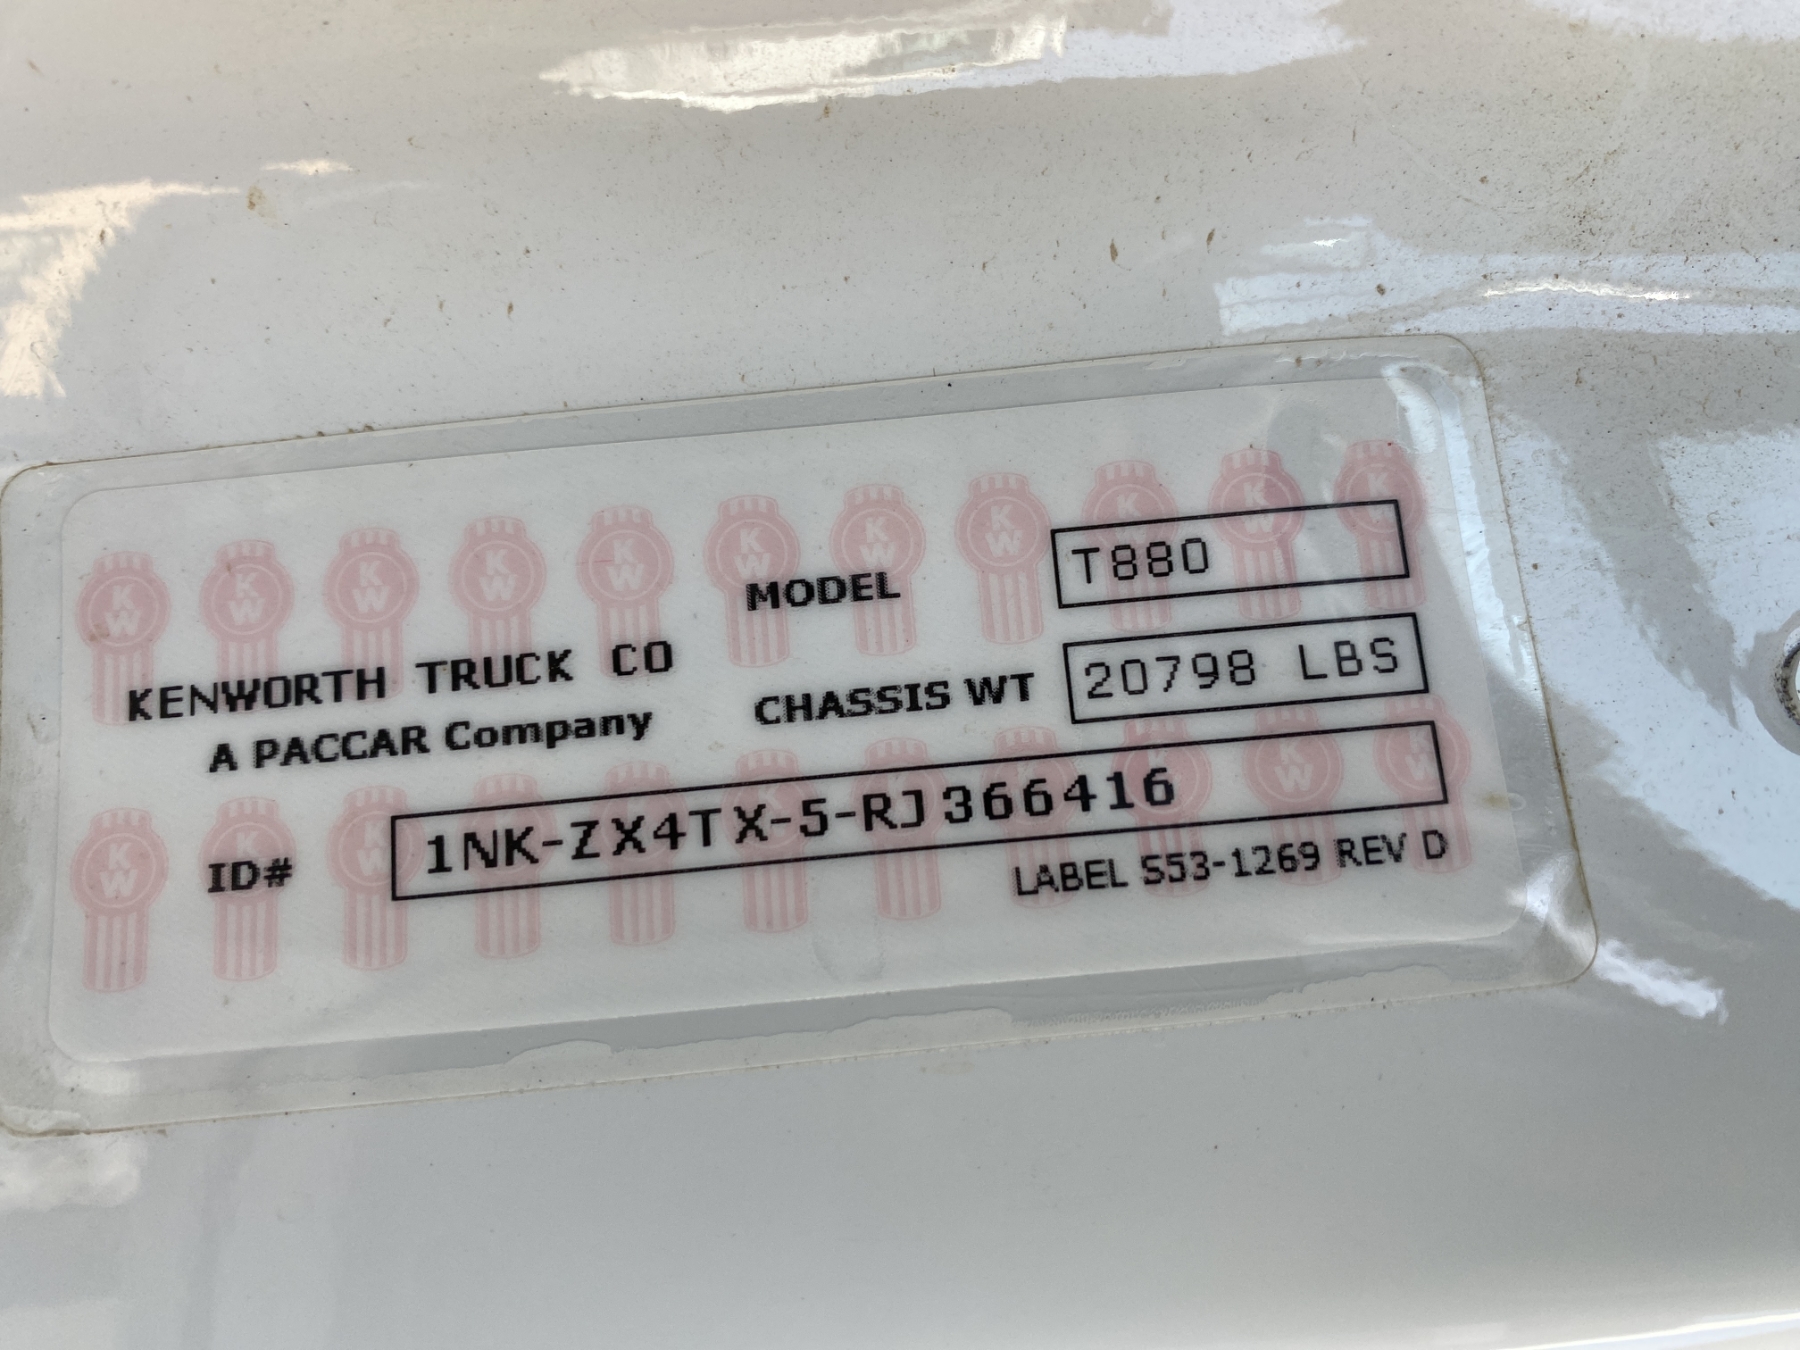 KENWORTH TRUCK CO
A PACCAR Company
MODEL T880
CHASSIS WT 20798 LBS
ID# 1NK-ZX4TX-5-RJ366416
LABEL S53-1269 REV D